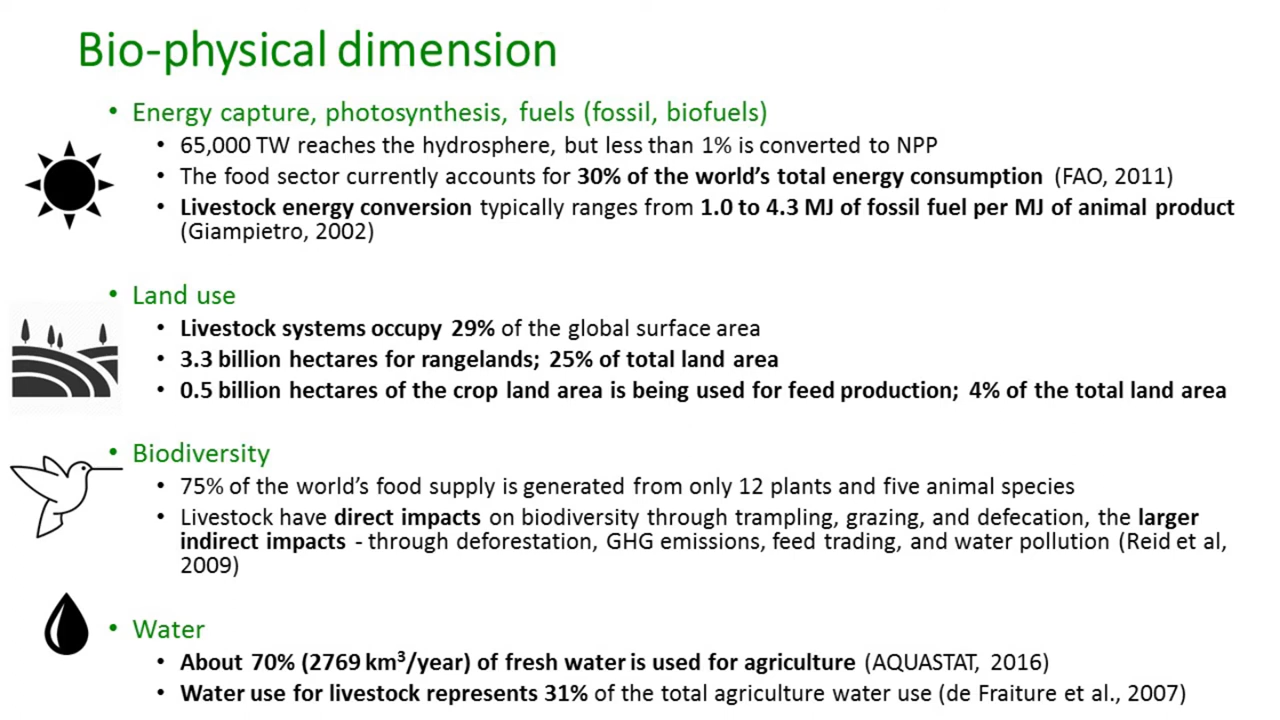 Bio-physical dimension
• Energy capture, photosynthesis, fuels (fossil, biofuels)
• 65,000 TW reaches the hydrosphere, but less than 1% is converted to NPP
• The food sector currently accounts for 30% of the world's total energy consumption (FAO, 2011)
• Livestock energy conversion typically ranges from 1.0 to 4.3 MJ of fossil fuel per MJ of animal product
(Giampietro, 2002)
• Land use
• Livestock systems occupy 29% of the global surface area
• 3.3 billion hectares for rangelands; 25% of total land area
• 0.5 billion hectares of the crop land area is being used for feed production; 4% of the total land area
• Biodiversity
• 75% of the world's food supply is generated from only 12 plants and five animal species
• Livestock have direct impacts on biodiversity through trampling, grazing, and defecation, the larger
indirect impacts - through deforestation, GHG emissions, feed trading, and water pollution (Reid et al,
2009)
• Water
• About 70% (2769 km³/year) of fresh water is used for agriculture (AQUASTAT, 2016)
• Water use for livestock represents 31% of the total agriculture water use (de Fraiture et al., 2007)